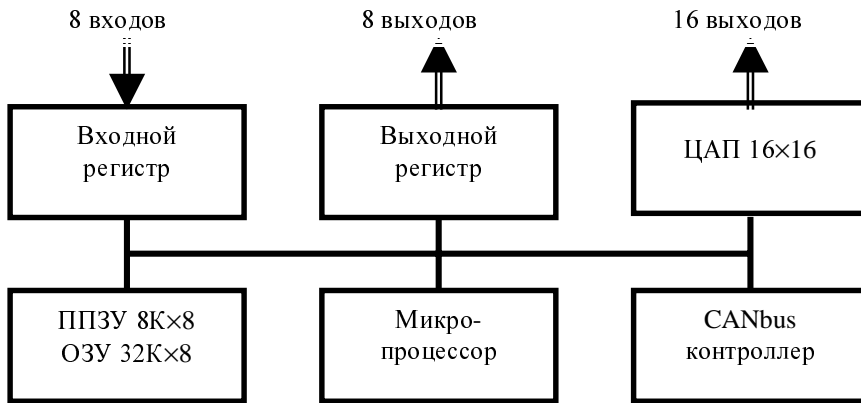 8 входов
8 выходов
16 выходов
Входной
регистр
Выходной
регистр
ЦАП 16×16
ППЗУ 8К×8
ОЗУ 32К×8
Микро-
процессор
CANbus
контроллер